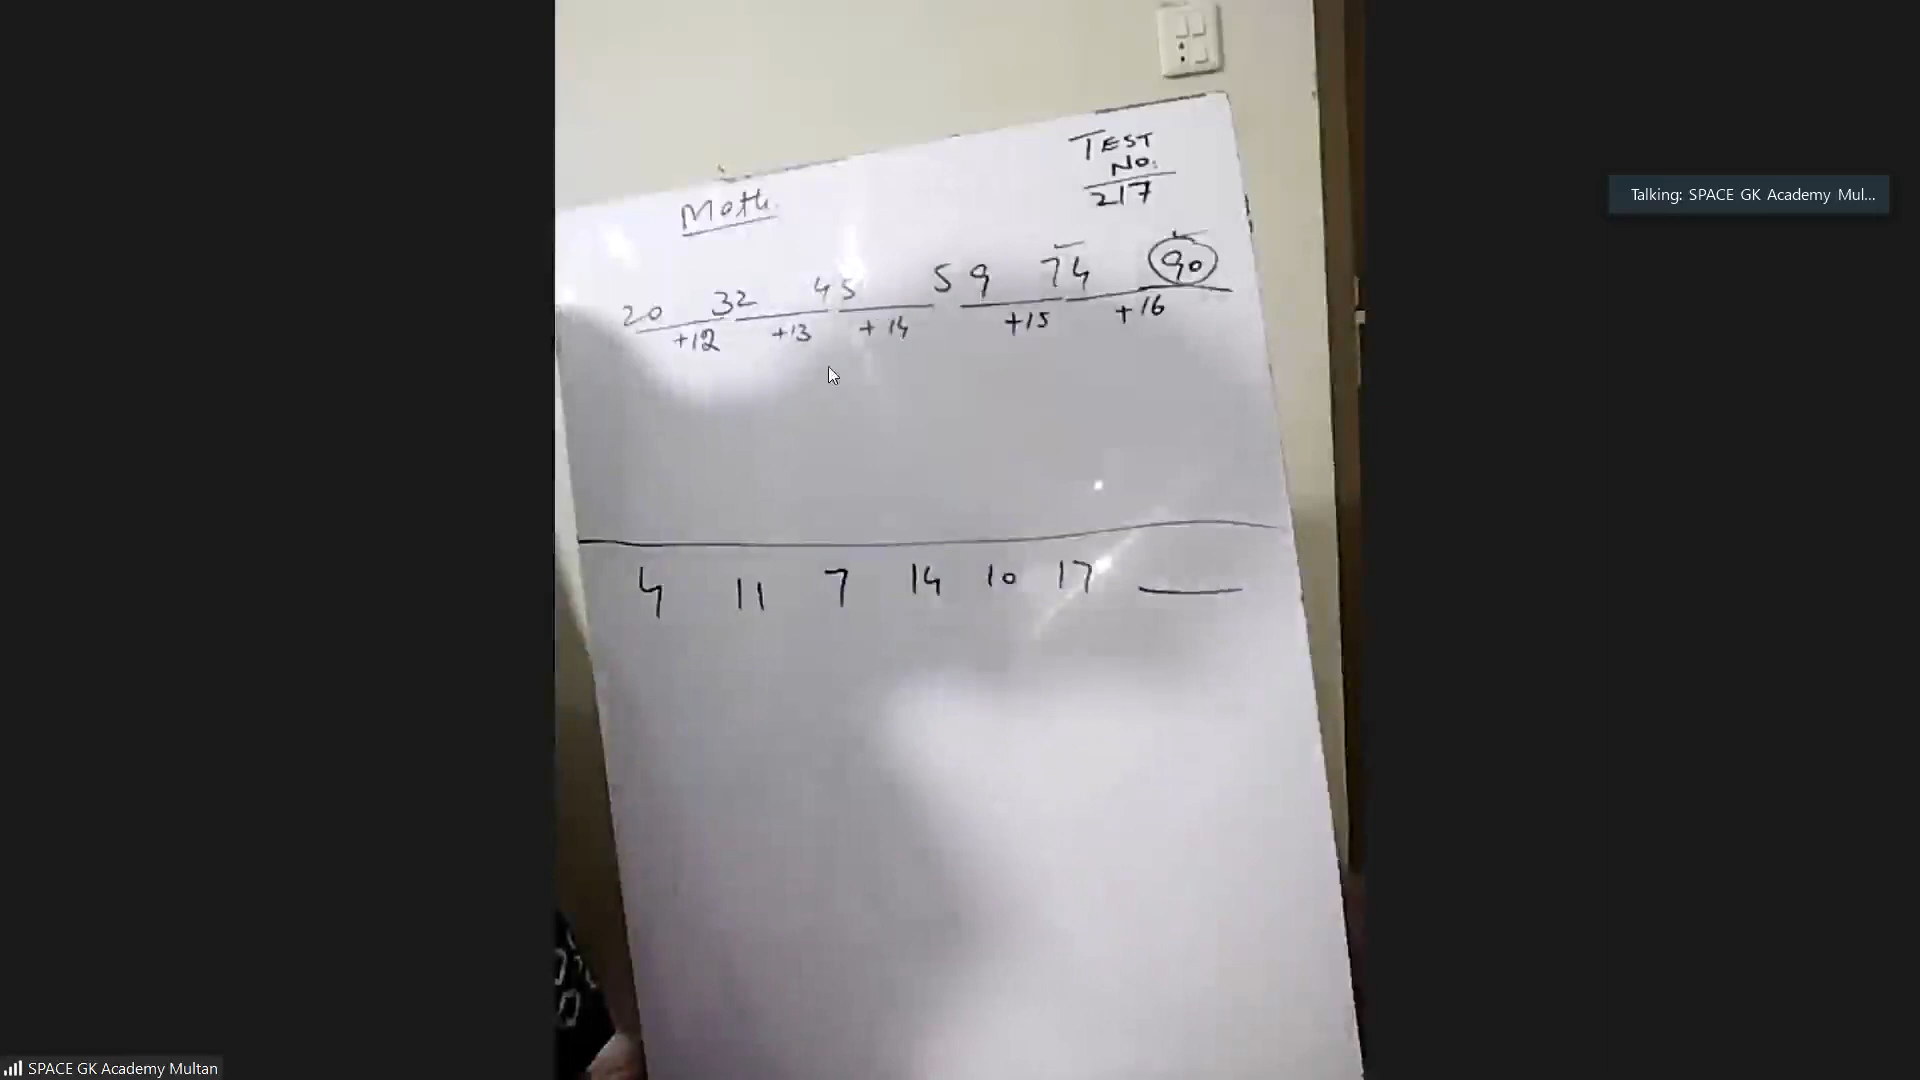 TEST
No.
217
Math.
Talking: SPACE GK Academy Mul...
20 32 45 59 74 90
+12 +13 +14 +15 +16
4 11 7 14 10 17 ___
SPACE GK Academy Multan